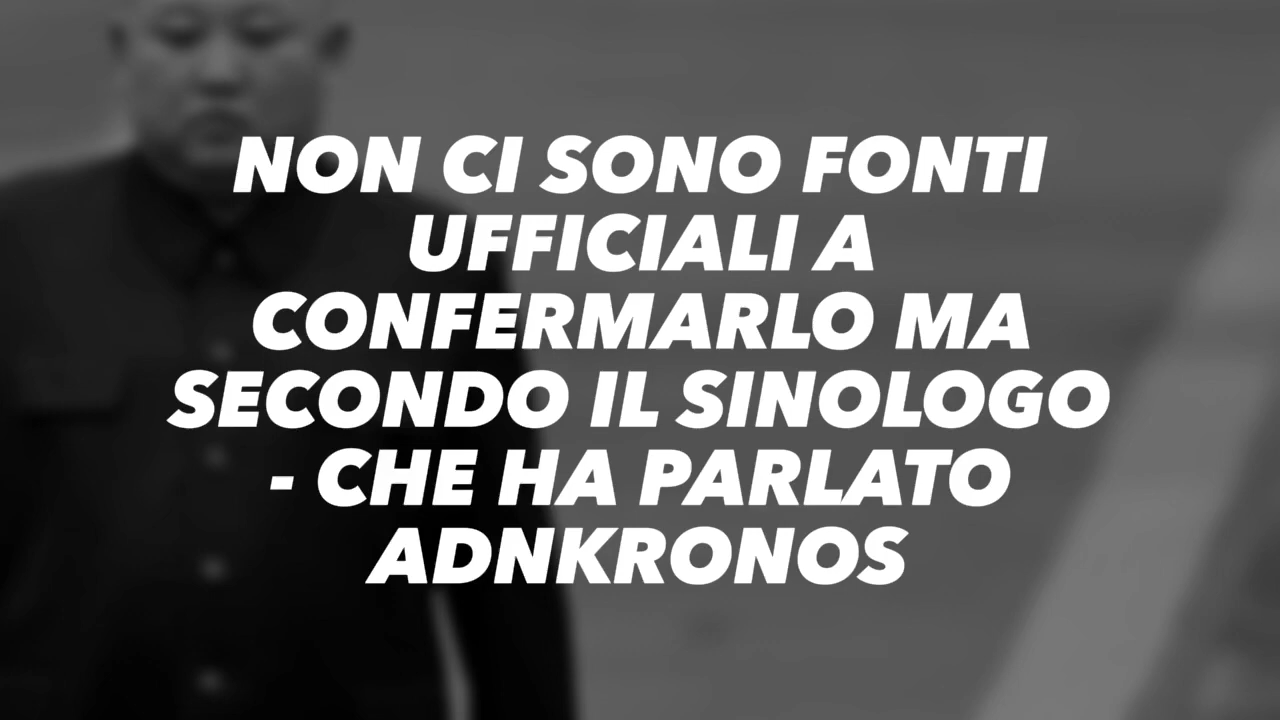 NON CI SONO FONTI
UFFICIALI A
CONFERMARLO MA
SECONDO IL SINOLOGO
- CHE HA PARLATO
ADNKRONOS